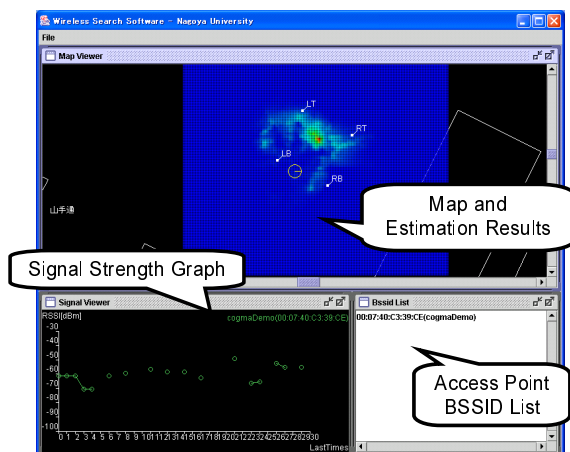 Wireless Search Software - Nagoya University
File
Map Viewer
LT
RT
LB
RB
山手通
Map and
Estimation Results
Signal Strength Graph
Signal Viewer
Bssid List
RSSI[dBm]
cogmaDemo(00:07:40:C3:39:CE)
00:07:40:C3:39:CE(cogmaDemo)
-30
-40
-50
-60
-70
-80
-90
-100
Access Point
BSSID List
0 1 2 3 4 5 6 7 8 9 10 11 12 13 14 15 16 17 18 19 20 21 22 23 24 25 26 27 28 29 30
LastTimes